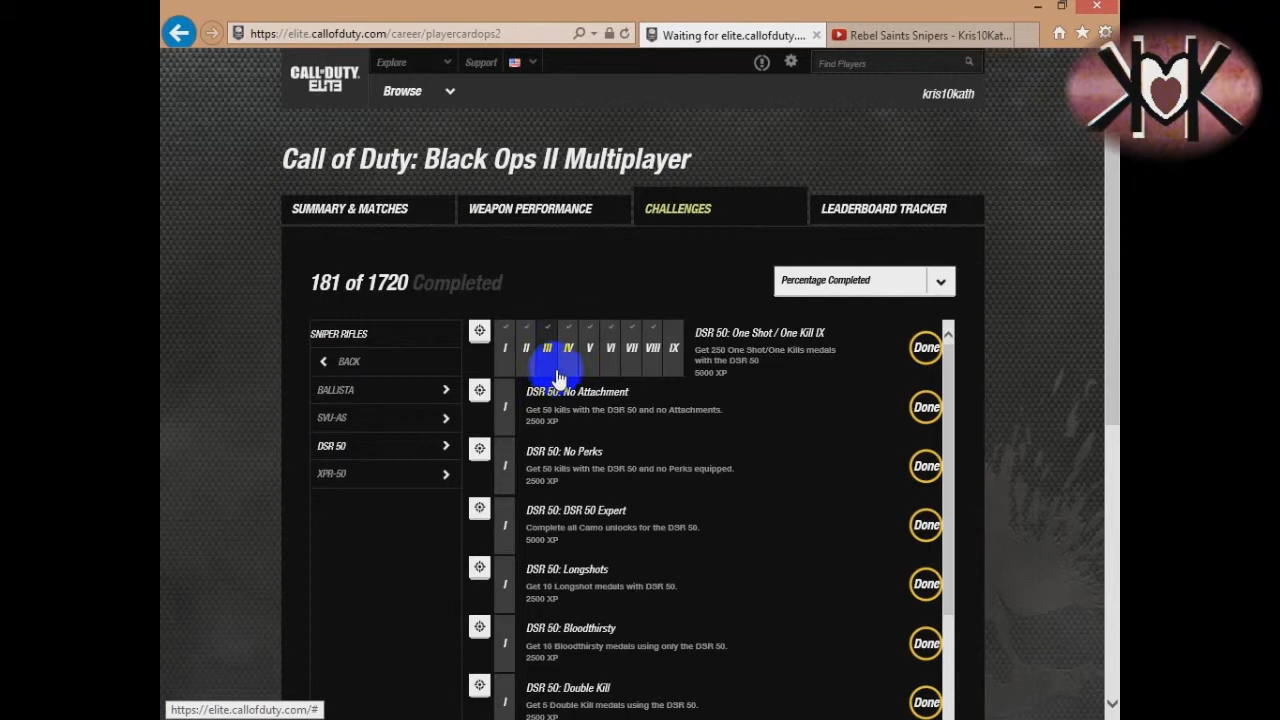 https://elite.callofduty.com/career/playercardops2
Waiting for elite.callofduty....
Rebel Saints Snipers - Kris10Kat...
CALL OF DUTY
ELITE
Explore
Support
Find Players
Browse
kris10kath
Call of Duty: Black Ops II Multiplayer
SUMMARY & MATCHES
WEAPON PERFORMANCE
CHALLENGES
LEADERBOARD TRACKER
181 of 1720 Completed
Percentage Completed
SNIPER RIFLES
BACK
BALLISTA
SVU-AS
DSR 50
XPR-50
I II III IV V VI VII VIII IX
DSR 50: One Shot / One Kill IX
Get 250 One Shot/One Kills medals
with the DSR 50
5000 XP
Done
I
DSR 50: No Attachment
Get 50 kills with the DSR 50 and no Attachments.
2500 XP
Done
I
DSR 50: No Perks
Get 50 kills with the DSR 50 and no Perks equipped.
2500 XP
Done
I
DSR 50: DSR 50 Expert
Complete all Camo unlocks for the DSR 50.
5000 XP
Done
I
DSR 50: Longshots
Get 10 Longshot medals with DSR 50.
2500 XP
Done
I
DSR 50: Bloodthirsty
Get 10 Bloodthirsty medals using only the DSR 50.
2500 XP
Done
I
DSR 50: Double Kill
Get 5 Double Kill medals using the DSR 50.
2500 XP
Done
https://elite.callofduty.com/#
KK